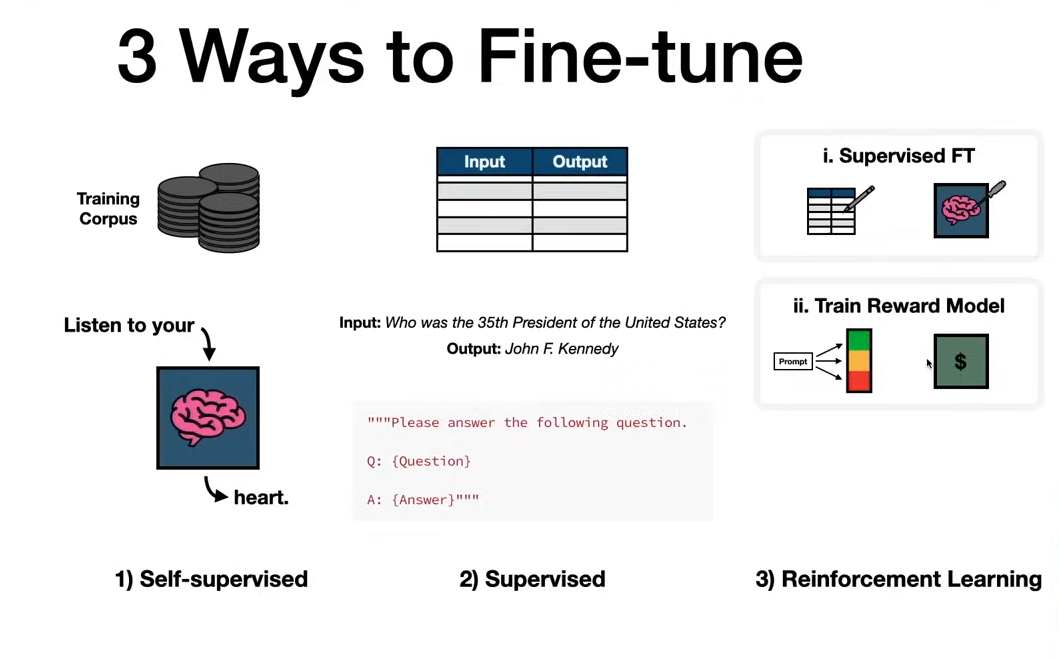 3 Ways to Fine-tune
Training
Corpus
Listen to your
heart.
1) Self-supervised
Input Output
Input: Who was the 35th President of the United States?
Output: John F. Kennedy
"""Please answer the following question.
Q: {Question}
A: {Answer}"""
2) Supervised
i. Supervised FT
ii. Train Reward Model
Prompt
$
3) Reinforcement Learning